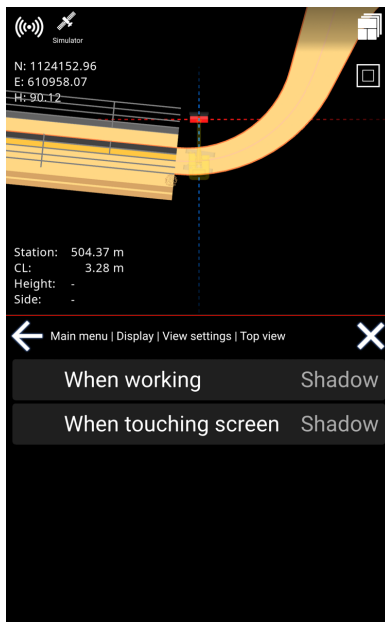 Simulator
N: 1124152.96
E: 610958.07
H: 90.12
Station: 504.37 m
CL: 3.28 m
Height: -
Side: -
Main menu | Display | View settings | Top view
When working Shadow
When touching screen Shadow